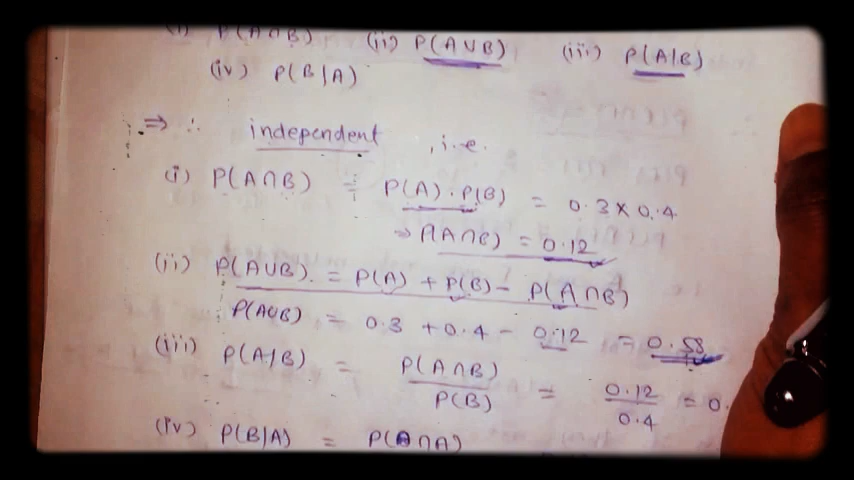 (i) P(A∩B) (ii) P(A∪B) (iii) P(A|B)
(iv) P(B|A)
⇒ ∴ independent , i.e.
(i) P(A∩B) = P(A) . P(B) = 0.3 × 0.4
⇒ P(A∩B) = 0.12
(ii) P(A∪B) = P(A) + P(B) - P(A∩B)
P(A∪B) = 0.3 + 0.4 - 0.12 = 0.58
(iii) P(A|B) = P(A∩B) / P(B) = 0.12 / 0.4 = 0.
(iv) P(B|A) = P(B∩A)